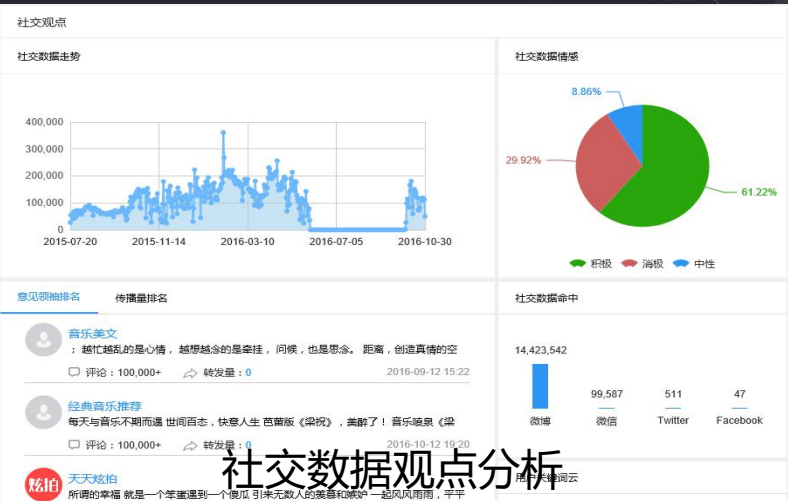 社交观点
社交数据走势
400,000
300,000
200,000
100,000
0
2015-07-20 2015-11-14 2016-03-10 2016-07-05 2016-10-30
社交数据情感
8.86%
29.92%
61.22%
积极 消极 中性
意见领袖排名 传播量排名
音乐美文
； 越忙越乱的是心情， 越想越念的是牵挂， 问候，也是思念。 距离，创造真情的空
评论：100,000+ 转发量：0 2016-09-12 15:22
经典音乐推荐
每天与音乐不期而遇 世间百态，快意人生 芭蕾版《梁祝》，美醉了！ 音乐喷泉《梁
评论：100,000+ 转发量：0 2016-10-12 19:20
炫拍
天天炫拍
所谓的幸福 就是一个笨蛋遇到一个傻瓜 引来无数人的羡慕和嫉妒 一起风风雨雨，平平
社交数据命中
14,423,542
99,587
511
47
微博 微信 Twitter Facebook
用户关键词云
社交数据观点分析